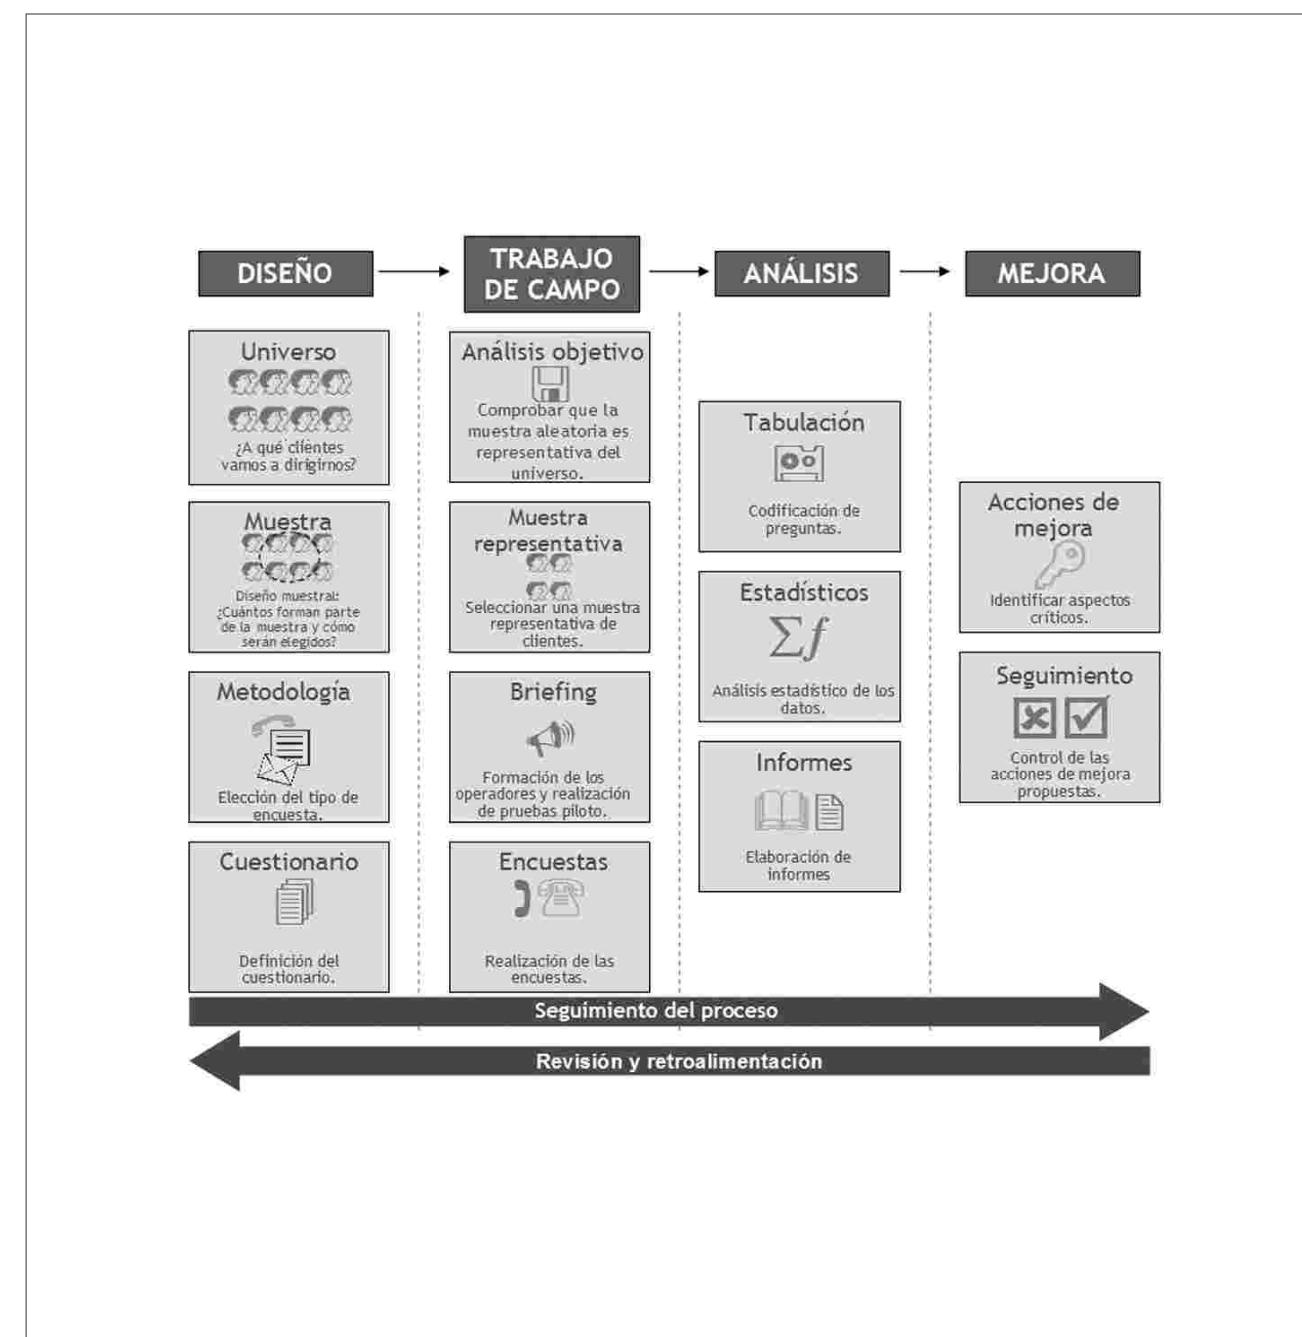 DISEÑO
TRABAJO
DE CAMPO
ANÁLISIS
MEJORA
Universo
¿A qué clientes
vamos a dirigirnos?
Muestra
Diseño muestral:
¿Cuántos forman parte
de la muestra y cómo
serán elegidos?
Metodología
Elección del tipo de
encuesta.
Cuestionario
Definición del
cuestionario.
Análisis objetivo
Comprobar que la
muestra aleatoria es
representativa del
universo.
Muestra
representativa
Seleccionar una muestra
representativa de
clientes.
Briefing
Formación de los
operadores y realización
de pruebas piloto.
Encuestas
Realización de las
encuestas.
Tabulación
Codificación de
preguntas.
Estadísticos
Σf
Análisis estadístico de los
datos.
Informes
Elaboración de
informes
Acciones de
mejora
Identificar aspectos
críticos.
Seguimiento
Control de las
acciones de mejora
propuestas.
Seguimiento del proceso
Revisión y retroalimentación